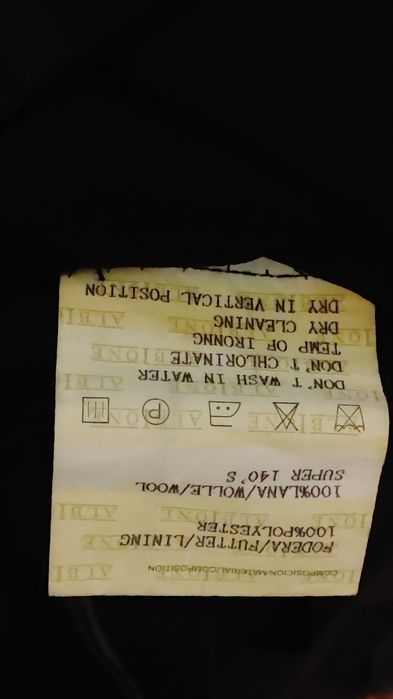 COMPOSICION/MATERIAL/COMPOSITION
FODERA/FUTTER/LINING
100%POLYESTER
100%LANA/WOLLE/WOOL
SUPER 140'S
P
DON'T WASH IN WATER
DON'T CHLORINATE
TEMP OF IRONNG
DRY CLEANING
DRY IN VERTICAL POSITION
ALBIONE